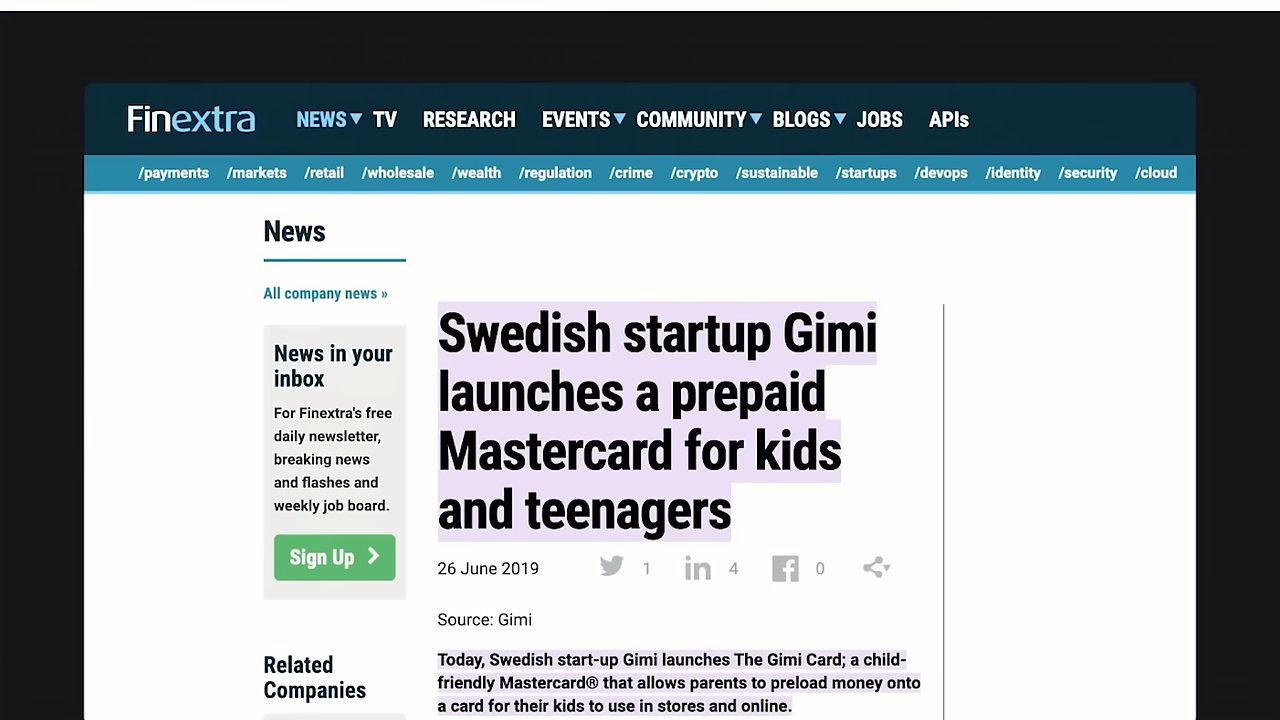 Finextra NEWS TV RESEARCH EVENTS COMMUNITY BLOGS JOBS APIs
/payments /markets /retail /wholesale /wealth /regulation /crime /crypto /sustainable /startups /devops /identity /security /cloud
News
All company news »
News in your
inbox
For Finextra's free
daily newsletter,
breaking news
and flashes and
weekly job board.
Sign Up
Related
Companies
Swedish startup Gimi
launches a prepaid
Mastercard for kids
and teenagers
26 June 2019 1 4 0
Source: Gimi
Today, Swedish start-up Gimi launches The Gimi Card; a child-
friendly Mastercard® that allows parents to preload money onto
a card for their kids to use in stores and online.